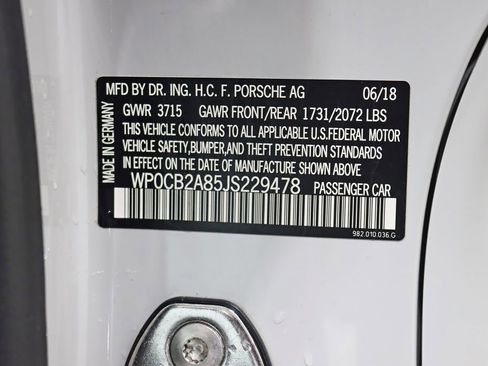 MFD BY DR. ING. H.C. F. PORSCHE AG 06/18
GVWR 3715 GAWR FRONT/REAR 1731/2072 LBS
THIS VEHICLE CONFORMS TO ALL APPLICABLE U.S.FEDERAL MOTOR
VEHICLE SAFETY,BUMPER,AND THEFT PREVENTION STANDARDS
IN EFFECT ON THE DATE OF MANUFACTURE SHOWN ABOVE.
WP0CB2A85JS229478 PASSENGER CAR
MADE IN GERMANY
982.010.036.G